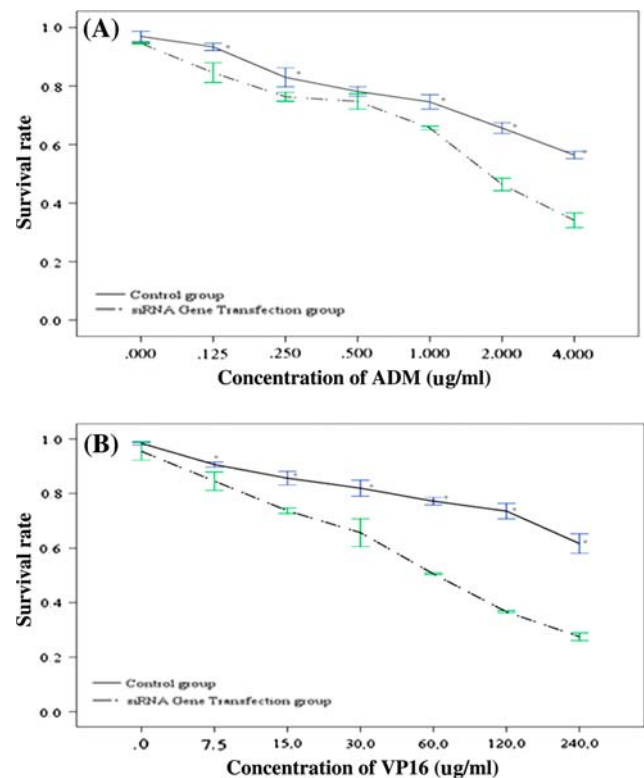 (A)
Survival rate
1 0
0 8
0 6
0 4
0 2
0 0
Control group
siRNA Gene Transfection group
.000 .125 .250 .500 1.000 2.000 4.000
Concentration of ADM (ug/ml)
(B)
Survival rate
1 0
0 8
0 6
0 4
0 2
0 0
Control group
siRNA Gene Transfection group
.0 7.5 15.0 30.0 60.0 120.0 240.0
Concentration of VP16 (ug/ml)